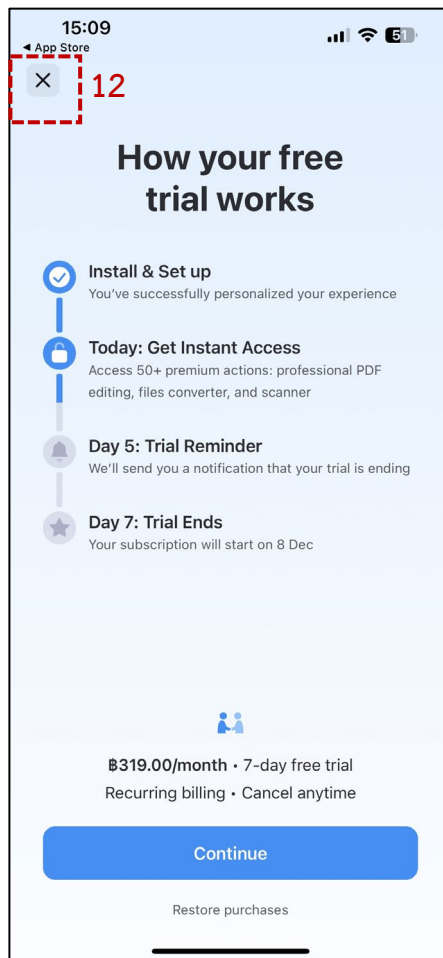 15:09
51
◀ App Store
12
How your free
trial works
Install & Set up
You've successfully personalized your experience
Today: Get Instant Access
Access 50+ premium actions: professional PDF
editing, files converter, and scanner
Day 5: Trial Reminder
We'll send you a notification that your trial is ending
Day 7: Trial Ends
Your subscription will start on 8 Dec
฿319.00/month • 7-day free trial
Recurring billing • Cancel anytime
Continue
Restore purchases